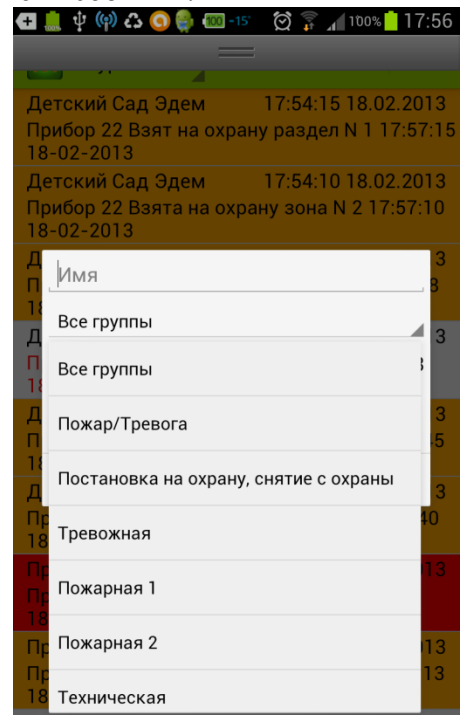 -15° 100% 17:56
Детский Сад Эдем 17:54:15 18.02.2013
Прибор 22 Взят на охрану раздел N 1 17:57:15
18-02-2013
Детский Сад Эдем 17:54:10 18.02.2013
Прибор 22 Взята на охрану зона N 2 17:57:10
18-02-2013
Имя
Все группы
Все группы
Пожар/Тревога
Постановка на охрану, снятие с охраны
Тревожная
Пожарная 1
Пожарная 2
Техническая